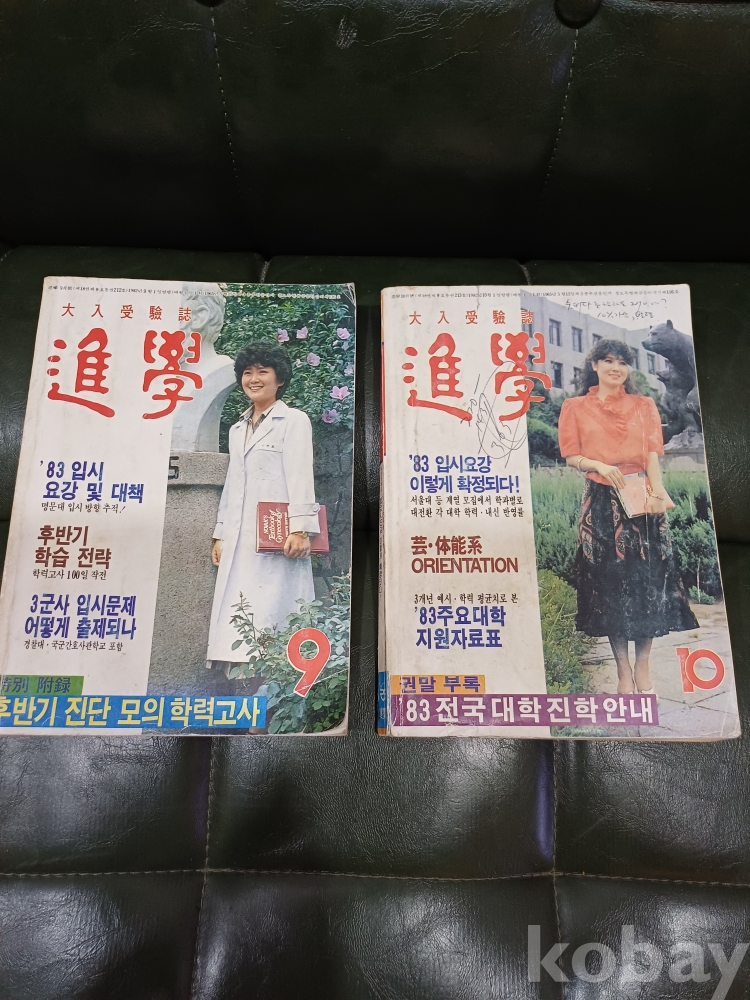 大入受驗誌
進學
'83 입시
요강 및 대책
명문대 입시 방향 추적!
후반기
학습 전략
학력고사 100일 작전
3군사 입시문제
어떻게 출제되나
경찰대·국군간호사관학교 포함
Textbook of
Gynecology
9
特別 附録
후반기 진단 모의 학력고사
大入受驗誌
進學
'83 입시요강
이렇게 확정되다!
서울대 등 계열 모집에서 학과별로
대전환 각 대학 학력·내신 반영률
芸·体能系
ORIENTATION
3개년 예시·학력 평균치로 본
'83주요대학
지원자료표
10
권말 부록
'83 전국 대학 진학 안내
kobay